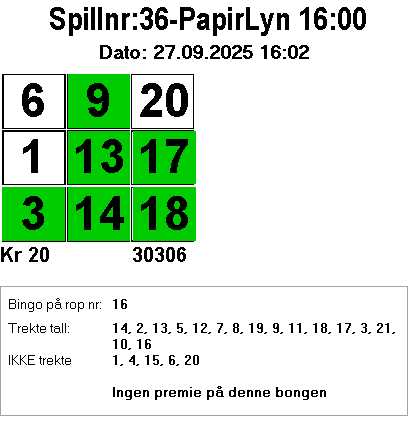 Spillnr:36-PapirLyn 16:00
Dato: 27.09.2025 16:02
6 9 20
1 13 17
3 14 18
Kr 20 30306
Bingo på rop nr: 16
Trekte tall: 14, 2, 13, 5, 12, 7, 8, 19, 9, 11, 18, 17, 3, 21,
10, 16
IKKE trekte 1, 4, 15, 6, 20
Ingen premie på denne bongen